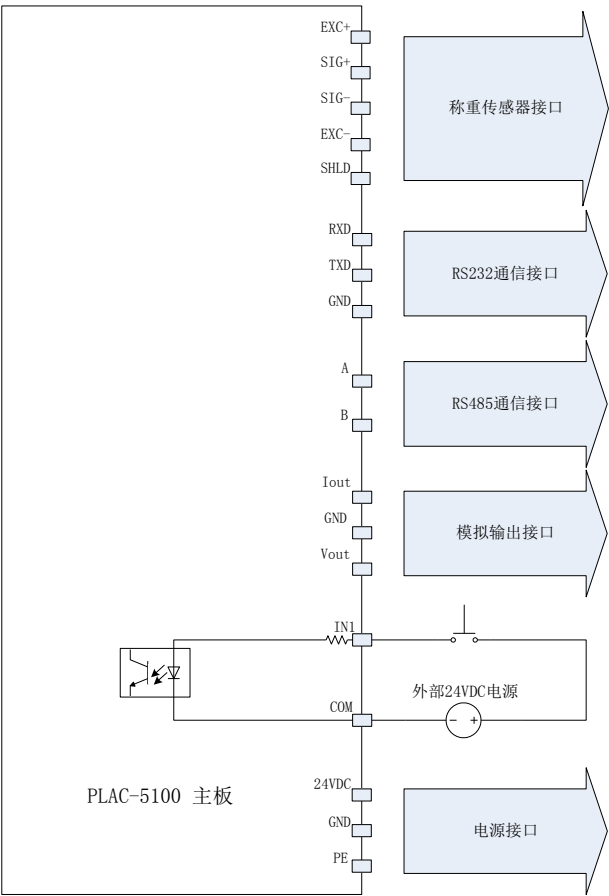 EXC+
SIG+
SIG-
EXC-
SHLD
称重传感器接口
RXD
TXD
GND
RS232通信接口
A
B
RS485通信接口
Iout
GND
Vout
模拟输出接口
IN1
外部24VDC电源
COM
- +
PLAC-5100 主板
24VDC
GND
PE
电源接口